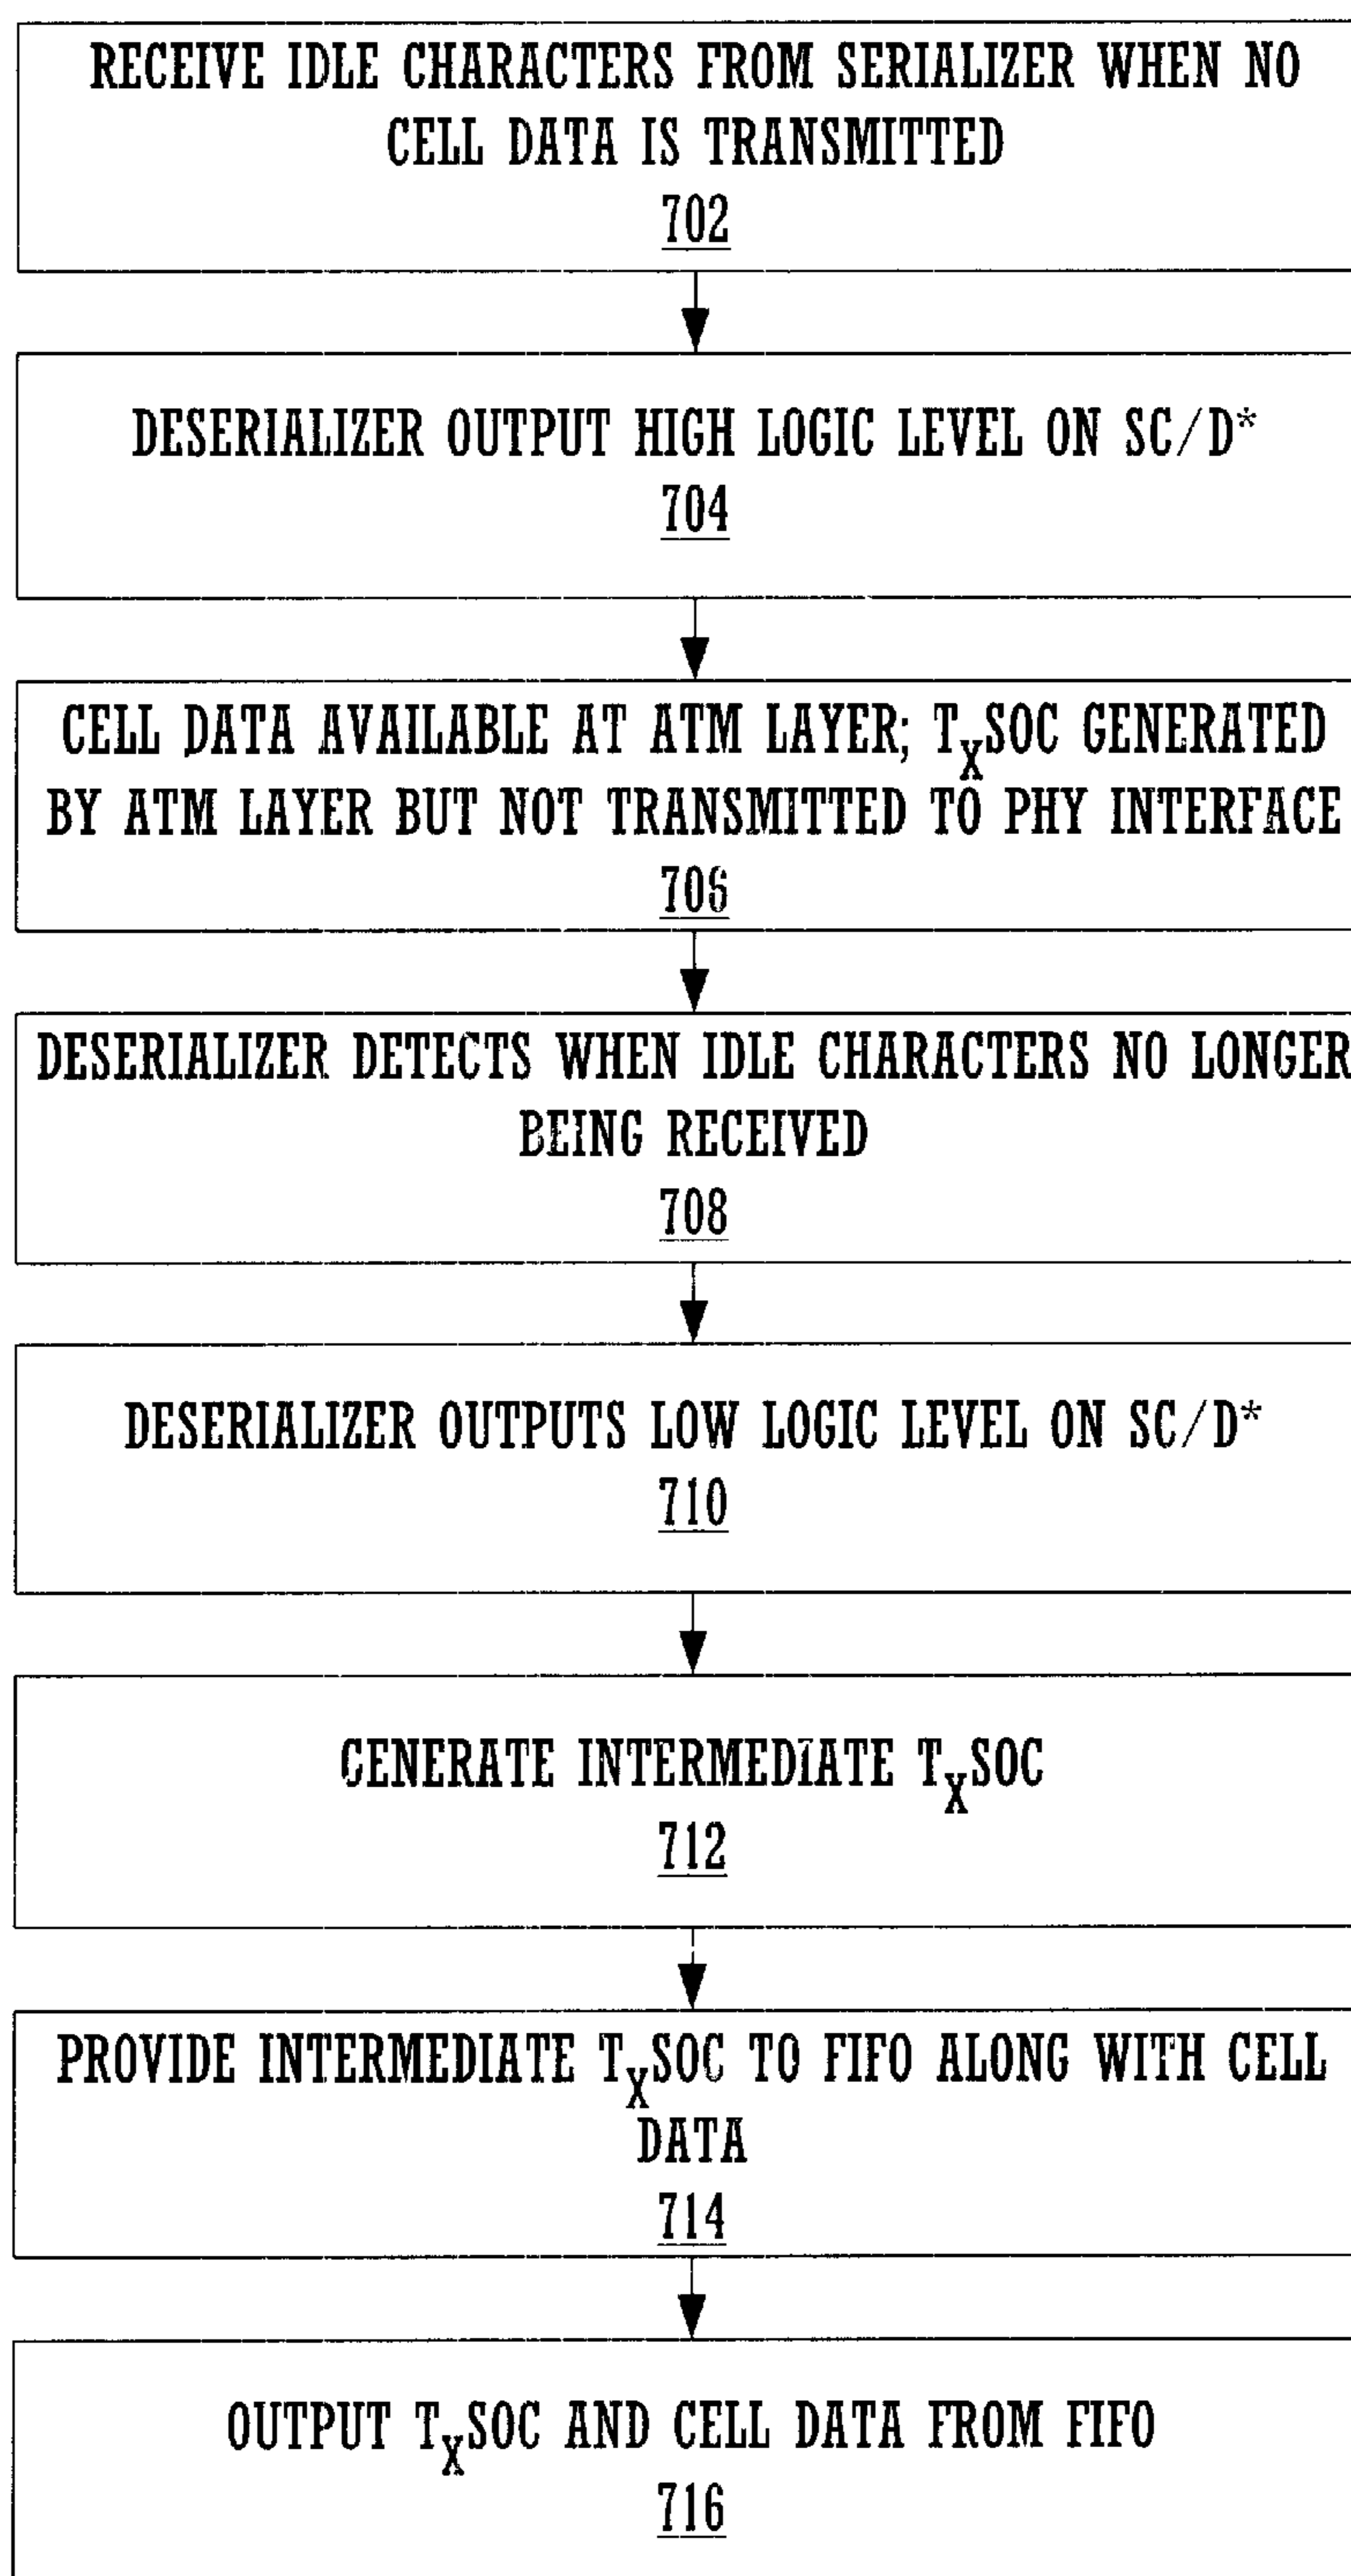 RECEIVE IDLE CHARACTERS FROM SERIALIZER WHEN NO
CELL DATA IS TRANSMITTED
702
DESERIALIZER OUTPUT HIGH LOGIC LEVEL ON SC/D*
704
CELL DATA AVAILABLE AT ATM LAYER; TXSOC GENERATED
BY ATM LAYER BUT NOT TRANSMITTED TO PHY INTERFACE
706
DESERIALIZER DETECTS WHEN IDLE CHARACTERS NO LONGER
BEING RECEIVED
708
DESERIALIZER OUTPUTS LOW LOGIC LEVEL ON SC/D*
710
GENERATE INTERMEDIATE TXSOC
712
PROVIDE INTERMEDIATE TXSOC TO FIFO ALONG WITH CELL
DATA
714
OUTPUT TXSOC AND CELL DATA FROM FIFO
716